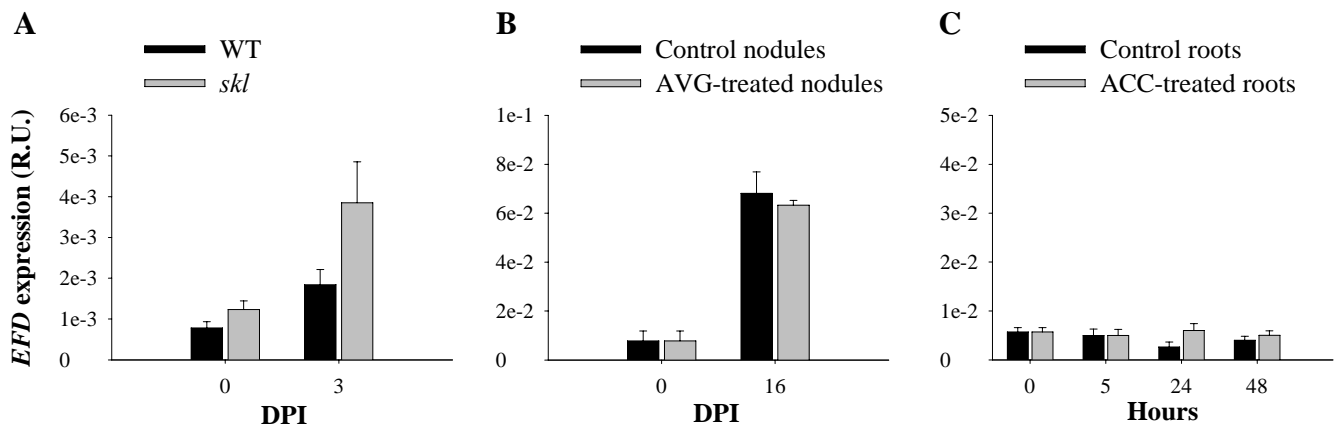 A
WT
skl
EFD expression (R.U.)
6e-3
5e-3
4e-3
3e-3
2e-3
1e-3
0
0 3
DPI
B
Control nodules
AVG-treated nodules
1e-1
8e-2
6e-2
4e-2
2e-2
0
0 16
DPI
C
Control roots
ACC-treated roots
5e-2
4e-2
3e-2
2e-2
1e-2
0
0 5 24 48
Hours